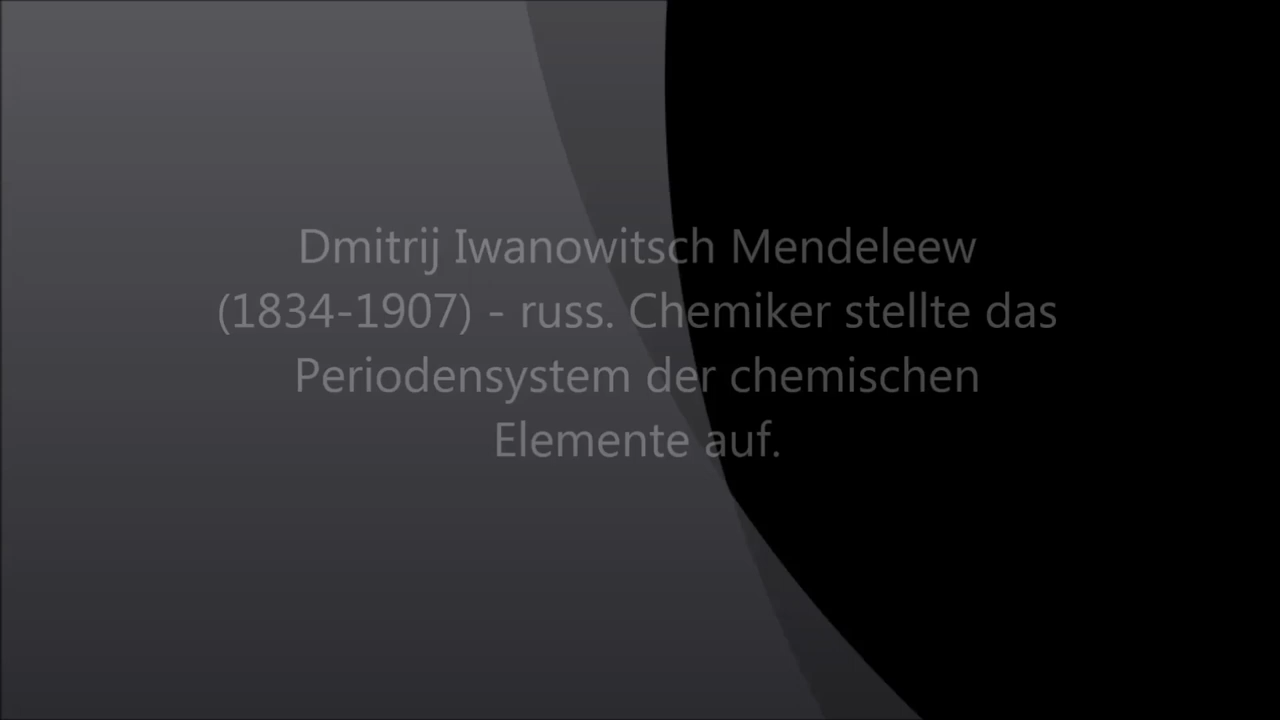 Dmitrij Iwanowitsch Mendeleew
(1834-1907) - russ. Chemiker stellte das
Periodensystem der chemischen
Elemente auf.